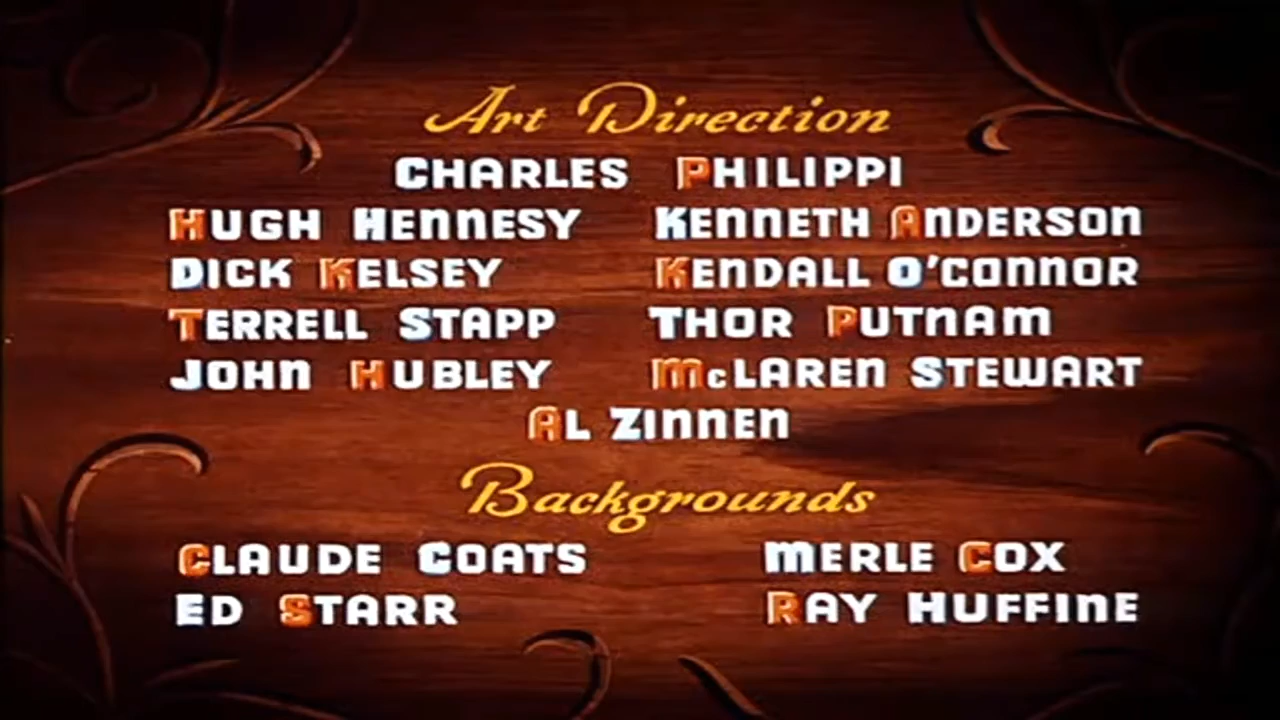 Art Direction
CHARLES PHILIPPI
HUGH HENNESY KENNETH ANDERSON
DICK KELSEY KENDALL O'CONNOR
TERRELL STAPP THOR PUTNAM
JOHN HUBLEY McLAREN STEWART
AL ZINNEN
Backgrounds
CLAUDE COATS MERLE COX
ED STARR RAY HUFFINE